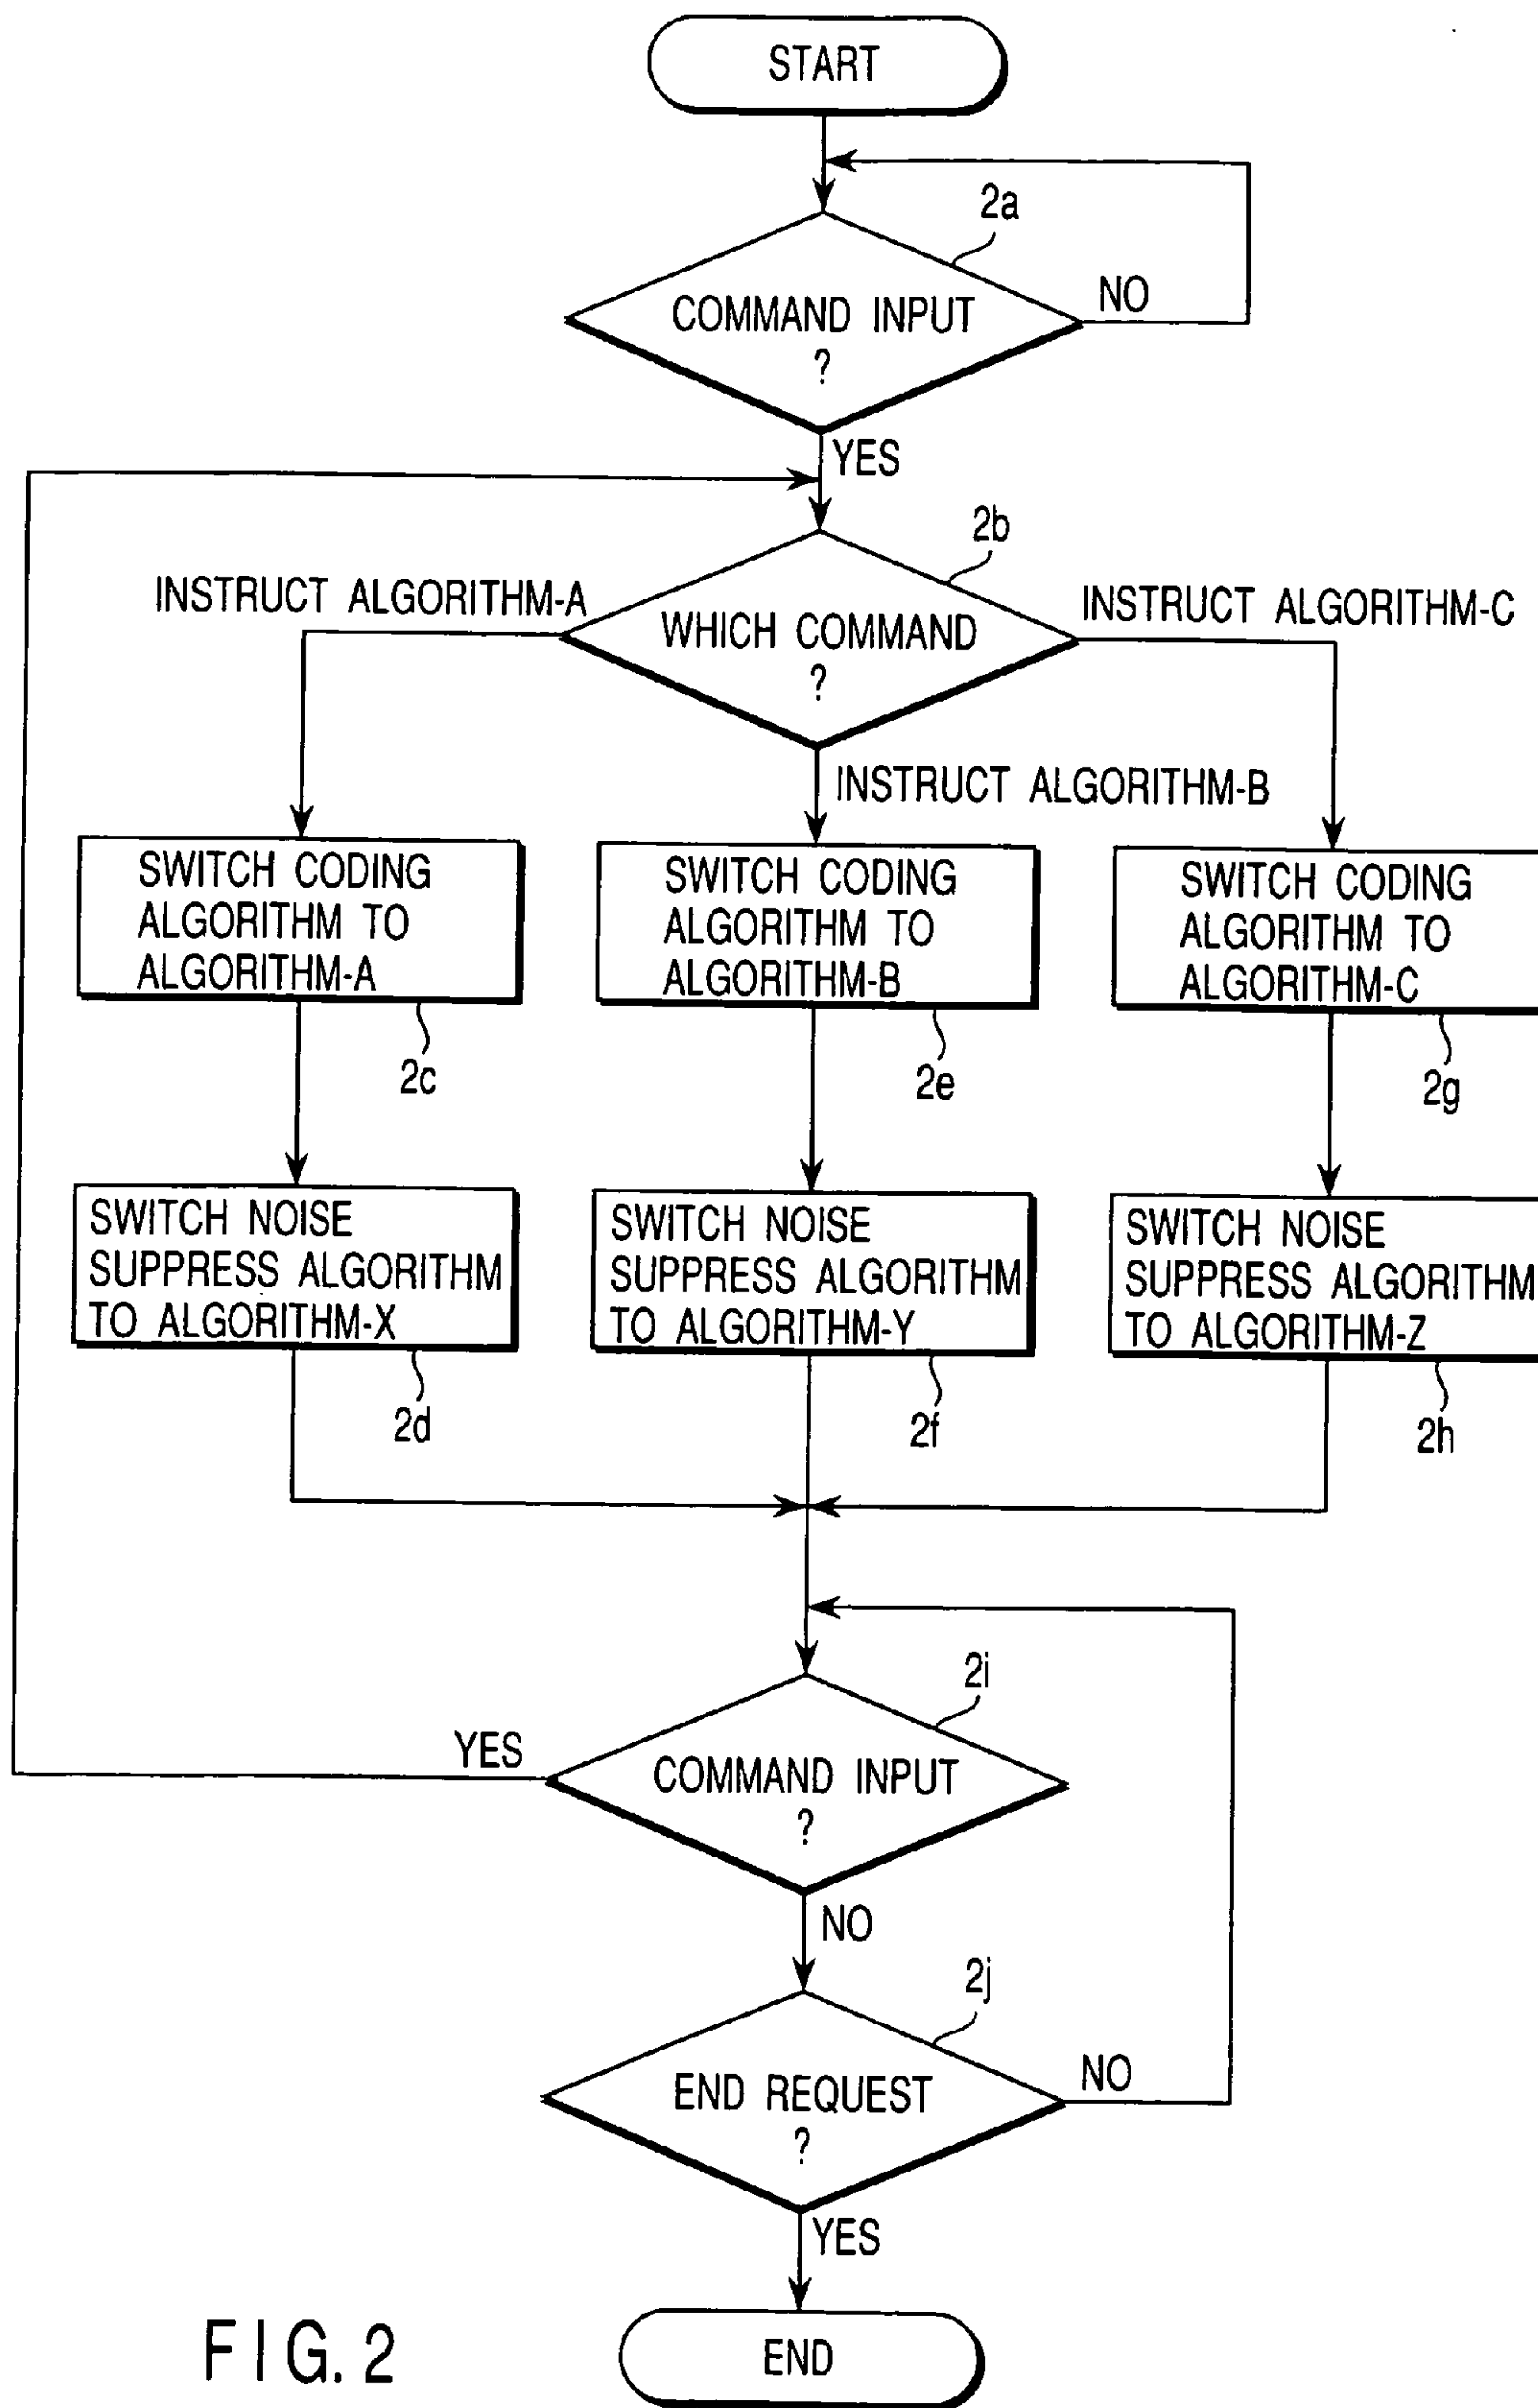 START
2a
COMMAND INPUT
?
NO
YES
2b
INSTRUCT ALGORITHM-A
WHICH COMMAND
?
INSTRUCT ALGORITHM-C
INSTRUCT ALGORITHM-B
SWITCH CODING
ALGORITHM TO
ALGORITHM-A
2c
SWITCH CODING
ALGORITHM TO
ALGORITHM-B
2e
SWITCH CODING
ALGORITHM TO
ALGORITHM-C
2g
SWITCH NOISE
SUPPRESS ALGORITHM
TO ALGORITHM-X
2d
SWITCH NOISE
SUPPRESS ALGORITHM
TO ALGORITHM-Y
2f
SWITCH NOISE
SUPPRESS ALGORITHM
TO ALGORITHM-Z
2h
2i
YES
COMMAND INPUT
?
NO
2j
END REQUEST
?
NO
YES
END
FIG. 2